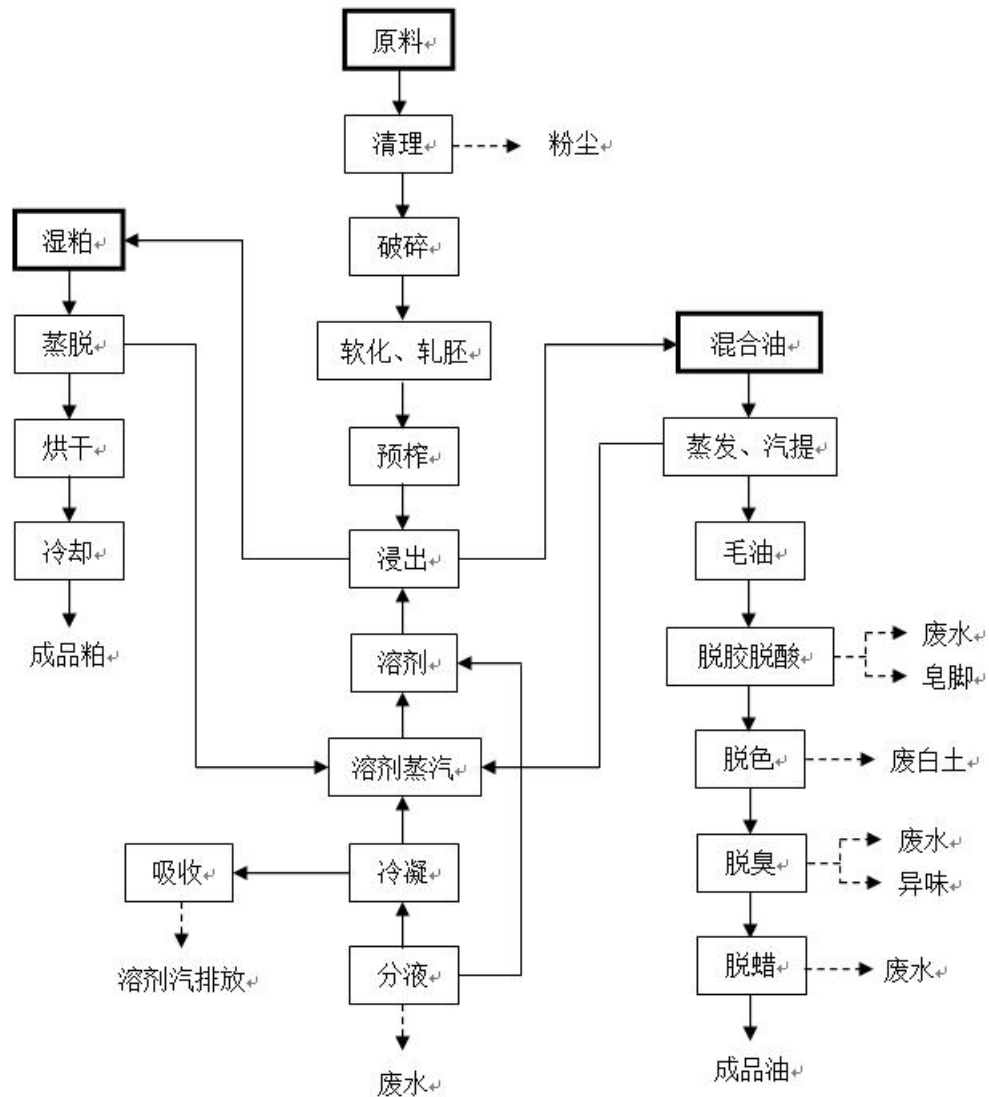 原料
清理
粉尘
湿粕
破碎
蒸脱
软化、轧胚
混合油
烘干
预榨
蒸发、汽提
冷却
浸出
毛油
成品粕
溶剂
脱胶脱酸
废水
皂脚
溶剂蒸汽
脱色
废白土
吸收
冷凝
脱臭
废水
异味
溶剂汽排放
分液
脱蜡
废水
废水
成品油